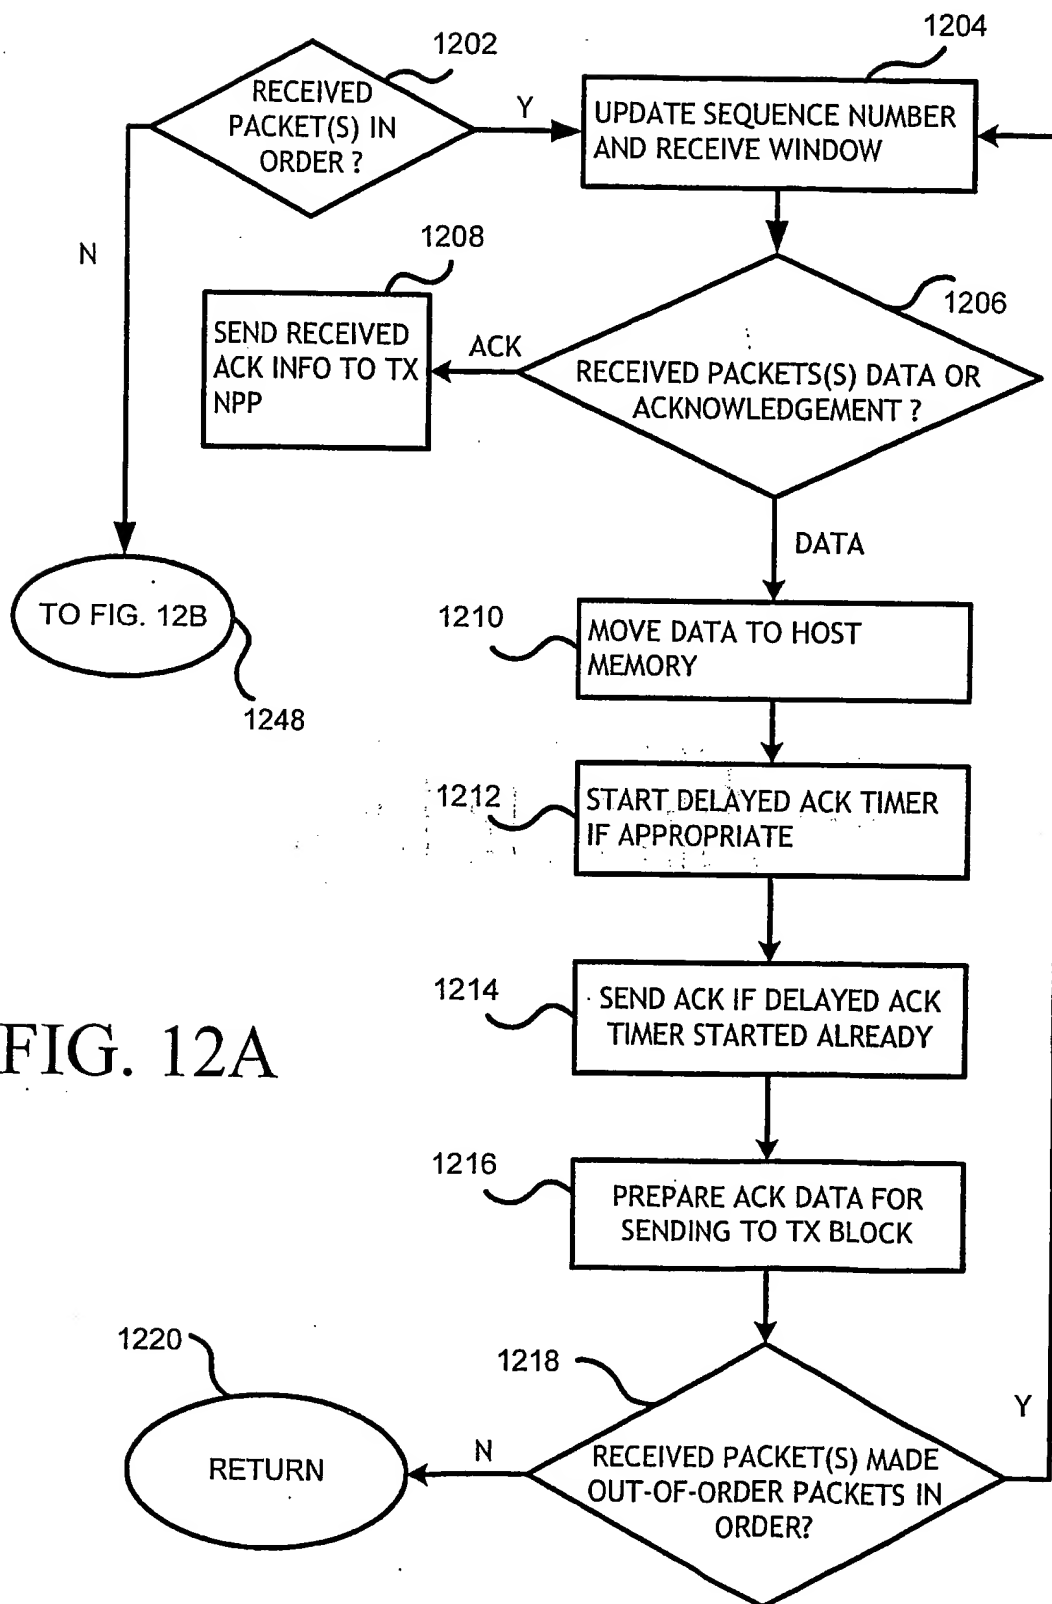 1202
RECEIVED
PACKET(S) IN
ORDER ?
Y
1204
UPDATE SEQUENCE NUMBER
AND RECEIVE WINDOW
N
1208
SEND RECEIVED
ACK INFO TO TX
NPP
ACK
1206
RECEIVED PACKETS(S) DATA OR
ACKNOWLEDGEMENT ?
DATA
TO FIG. 12B
1248
1210
MOVE DATA TO HOST
MEMORY
1212
START DELAYED ACK TIMER
IF APPROPRIATE
1214
SEND ACK IF DELAYED ACK
TIMER STARTED ALREADY
FIG. 12A
1216
PREPARE ACK DATA FOR
SENDING TO TX BLOCK
1220
RETURN
N
1218
RECEIVED PACKET(S) MADE
OUT-OF-ORDER PACKETS IN
ORDER?
Y